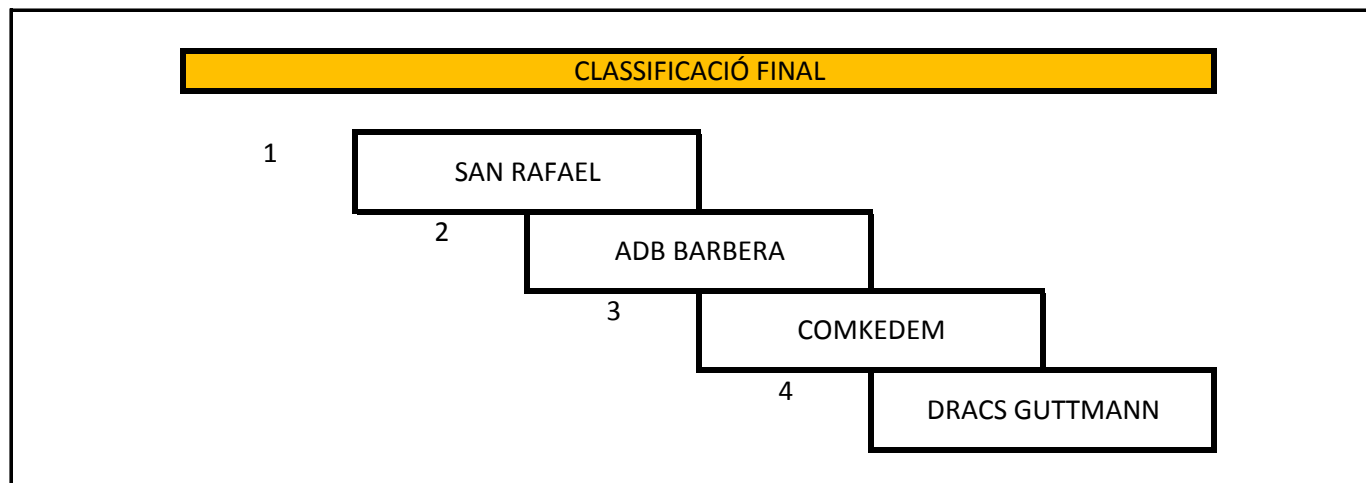 CLASSIFICACIÓ FINAL
1
SAN RAFAEL
2
ADB BARBERA
3
COMKEDEM
4
DRACS GUTTMANN